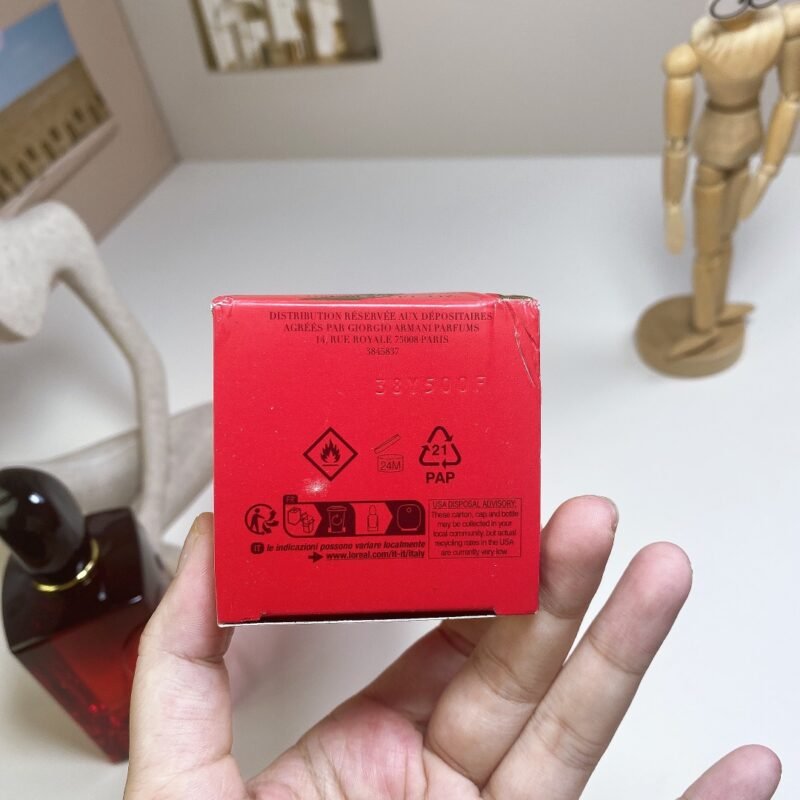 DISTRIBUTION RÉSERVÉE AUX DÉPOSITAIRES
AGRÉÉS PAR GIORGIO ARMANI PARFUMS
14, RUE ROYALE 75008 PARIS
3845837
38Y500F
24M
21
PAP
FR
USA DISPOSAL ADVISORY:
These carton, cap and bottle
may be collected in your
local community, but actual
recycling rates in the USA
are currently very low
IT le indicazioni possono variare localmente
www.loreal.com/it-it/italy